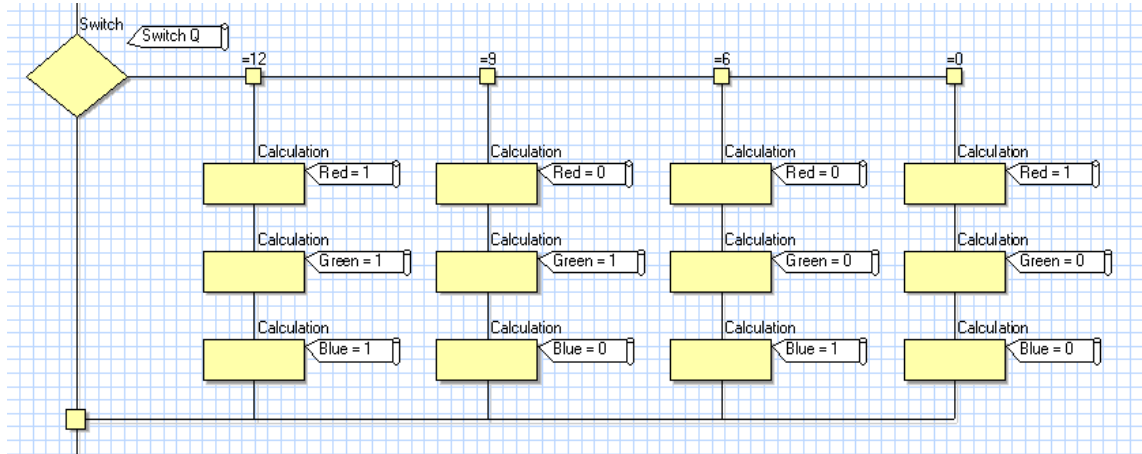 Switch
Switch Q
=12
=9
=6
=0
Calculation
Calculation
Calculation
Calculation
Red = 1
Red = 0
Red = 0
Red = 1
Calculation
Calculation
Calculation
Calculation
Green = 1
Green = 1
Green = 0
Green = 0
Calculation
Calculation
Calculation
Calculation
Blue = 1
Blue = 0
Blue = 1
Blue = 0